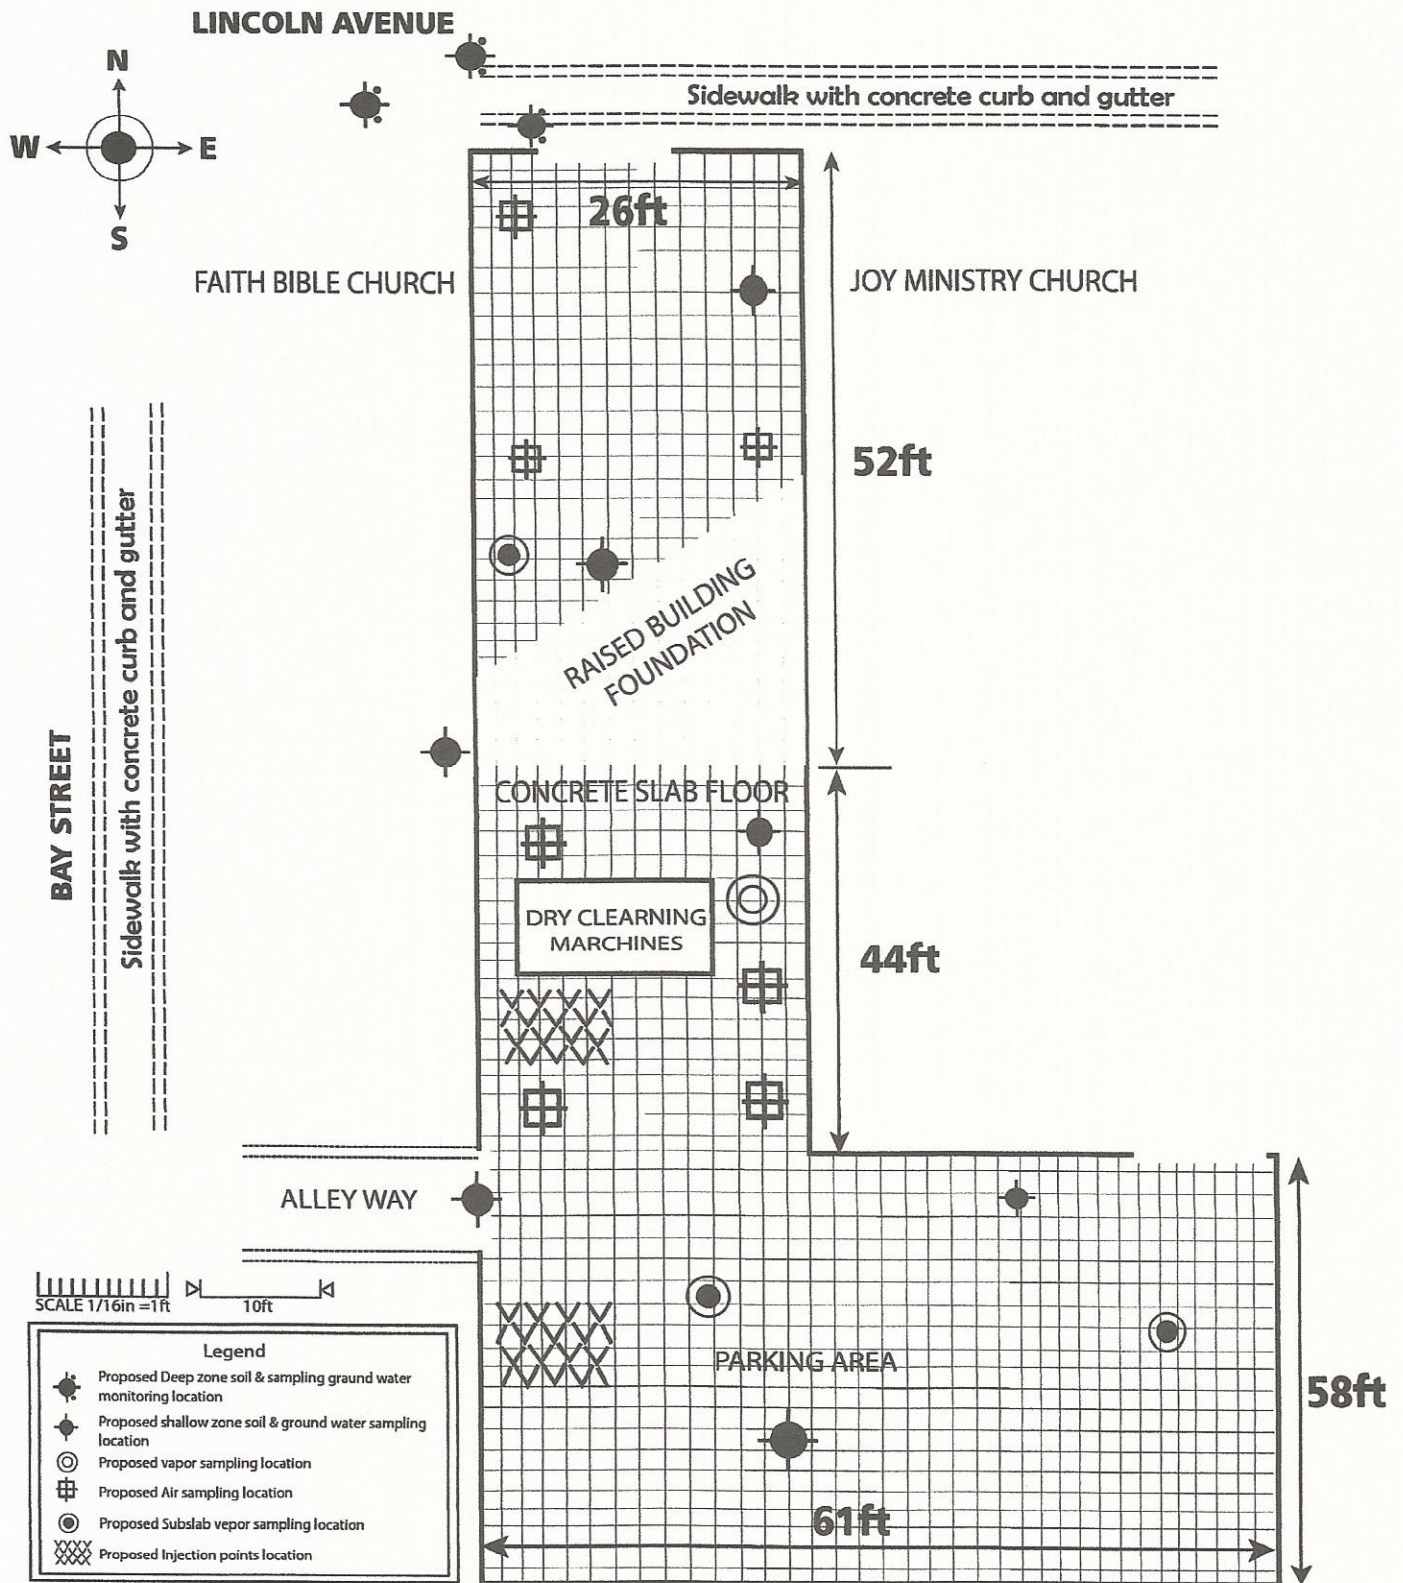 LINCOLN AVENUE
N
W
E
S
Sidewalk with concrete curb and gutter
26ft
FAITH BIBLE CHURCH
JOY MINISTRY CHURCH
52ft
RAISED BUILDING
FOUNDATION
BAY STREET
Sidewalk with concrete curb and gutter
CONCRETE SLAB FLOOR
DRY CLEARNING
MARCHINES
44ft
ALLEY WAY
SCALE 1/16in =1ft
10ft
PARKING AREA
58ft
61ft
Legend
Proposed Deep zone soil & sampling ground water
monitoring location
Proposed shallow zone soil & ground water sampling
location
Proposed vapor sampling location
Proposed Air sampling location
Proposed Subslab vepor sampling location
Proposed Injection points location